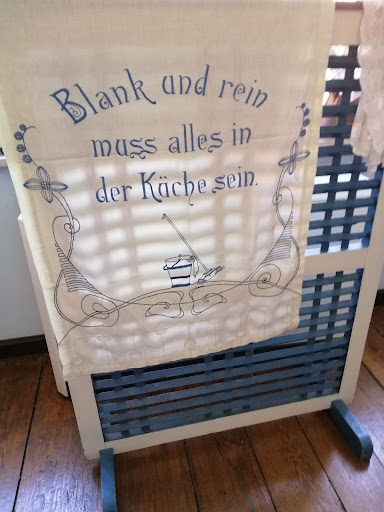 Blank und rein
muss alles in
der Küche sein.